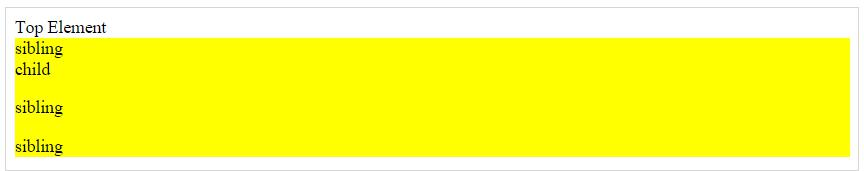 Top Element
sibling
child
sibling
sibling